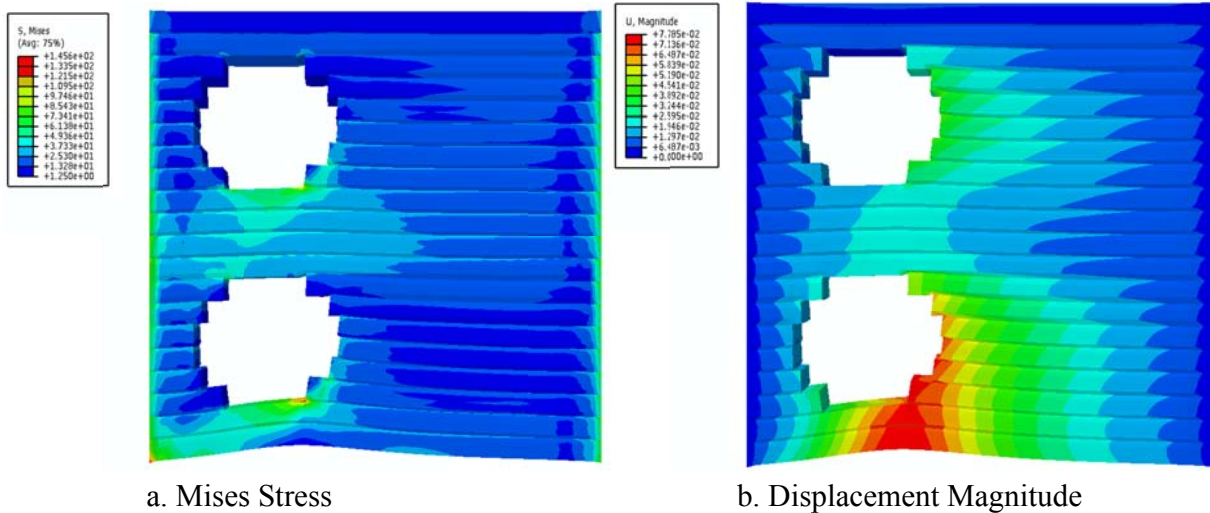 S, Mises
(Avg: 75%)
+1.456e+02
+1.335e+02
+1.215e+02
+1.095e+02
+9.746e+01
+8.543e+01
+7.341e+01
+6.138e+01
+4.936e+01
+3.733e+01
+2.530e+01
+1.328e+01
+1.250e+00
U, Magnitude
+7.785e-02
+7.136e-02
+6.487e-02
+5.839e-02
+5.190e-02
+4.541e-02
+3.892e-02
+3.244e-02
+2.595e-02
+1.946e-02
+1.297e-02
+6.487e-03
+0.000e+00
a. Mises Stress
b. Displacement Magnitude